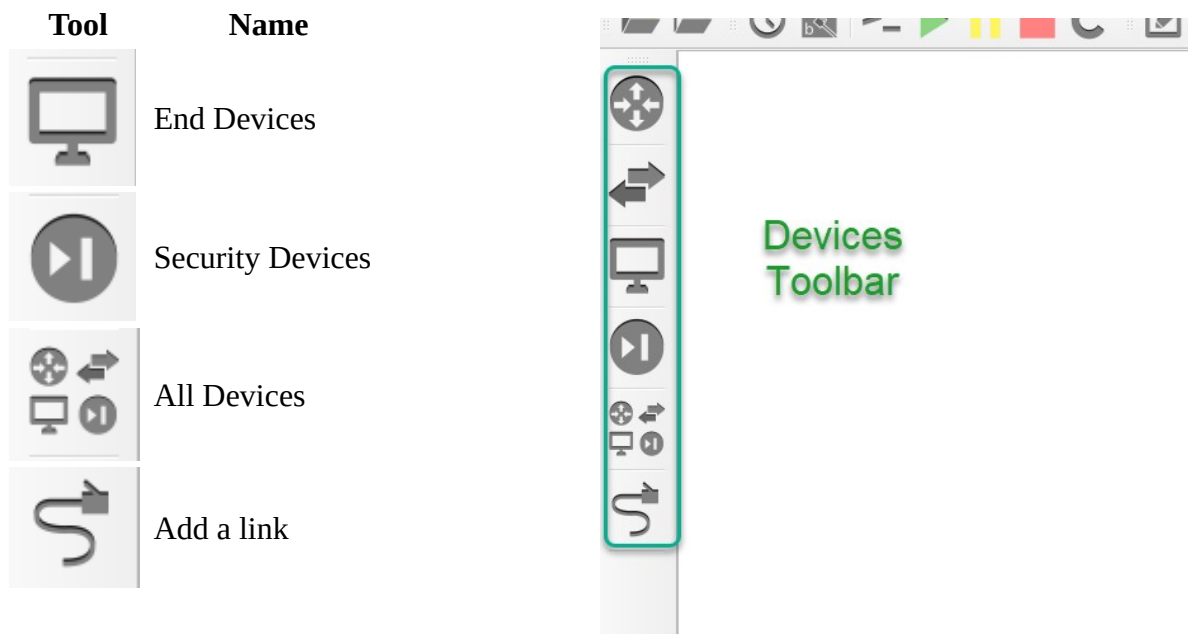 Tool Name
End Devices
Security Devices
All Devices
Add a link
Devices
Toolbar